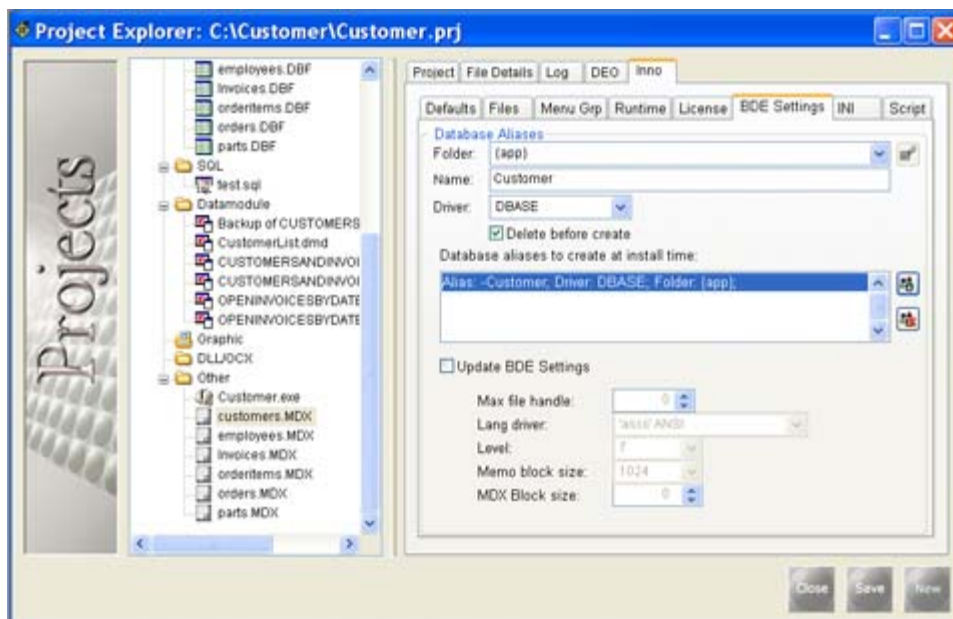 Project Explorer: C:\Customer\Customer.prj
Projects
employees.DBF
Invoices.DBF
orderitems.DBF
orders.DBF
parts.DBF
SQL
test.sql
Datamodule
Backup of CUSTOMERS
CustomerList.dmd
CUSTOMERSANDINVOI
CUSTOMERSANDINVOI
OPENINVOICESBYDATE
OPENINVOICESBYDATE
Graphic
DLL/OCX
Other
Customer.exe
customers.MDX
employees.MDX
Invoices.MDX
orderitems.MDX
orders.MDX
parts.MDX
Project File Details Log DEO Inno
Defaults Files Menu Grp Runtime License BDE Settings INI Script
Database Aliases
Folder: {app}
Name: Customer
Driver: DBASE
Delete before create
Database aliases to create at install time:
Alias: -Customer; Driver: DBASE; Folder: {app};
Update BDE Settings
Max file handle: 0
Lang driver: 'ascii' ANSI
Level: 7
Memo block size: 1024
MDX Block size: 0
Close Save New